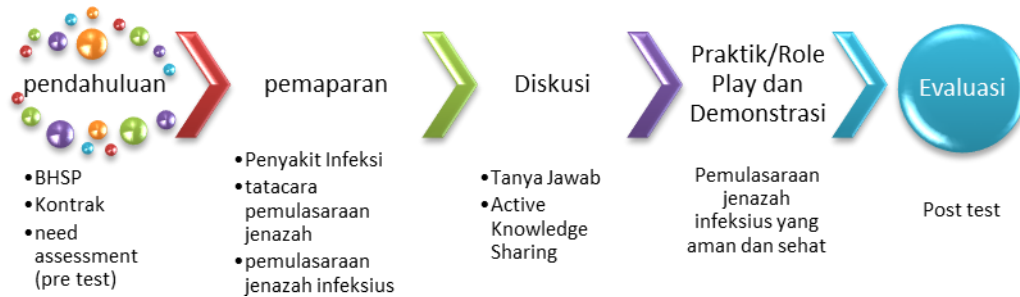 pendahuluan
•BHSP
•Kontrak
•need
assessment
(pre test)
pemaparan
•Penyakit Infeksi
•tatacara
pemulasaraan
jenazah
•pemulasaraan
jenazah infeksius
Diskusi
•Tanya Jawab
•Active
Knowledge
Sharing
Praktik/Role
Play dan
Demonstrasi
Pemulasaraan
jenazah
infeksius yang
aman dan sehat
Evaluasi
Post test